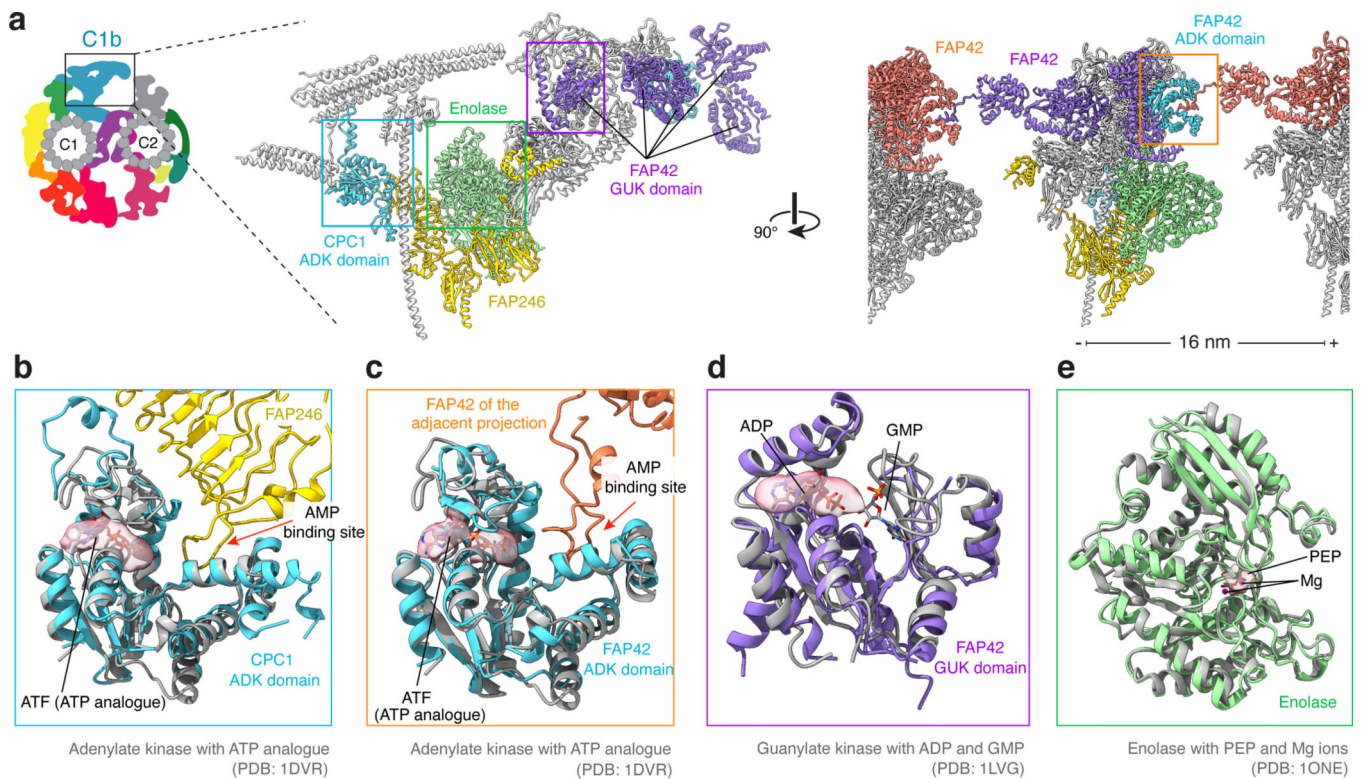 a
C1b
C1
C2
Enolase
CPC1
ADK domain
FAP246
FAP42
GUK domain
90°
FAP42
FAP42
FAP42
ADK domain
- 16 nm +
b
FAP246
AMP
binding site
CPC1
ADK domain
ATF (ATP analogue)
Adenylate kinase with ATP analogue
(PDB: 1DVR)
c
FAP42 of the
adjacent projection
AMP
binding site
FAP42
ADK domain
ATF
(ATP analogue)
Adenylate kinase with ATP analogue
(PDB: 1DVR)
d
ADP
GMP
FAP42
GUK domain
Guanylate kinase with ADP and GMP
(PDB: 1LVG)
e
PEP
Mg
Enolase
Enolase with PEP and Mg ions
(PDB: 1ONE)